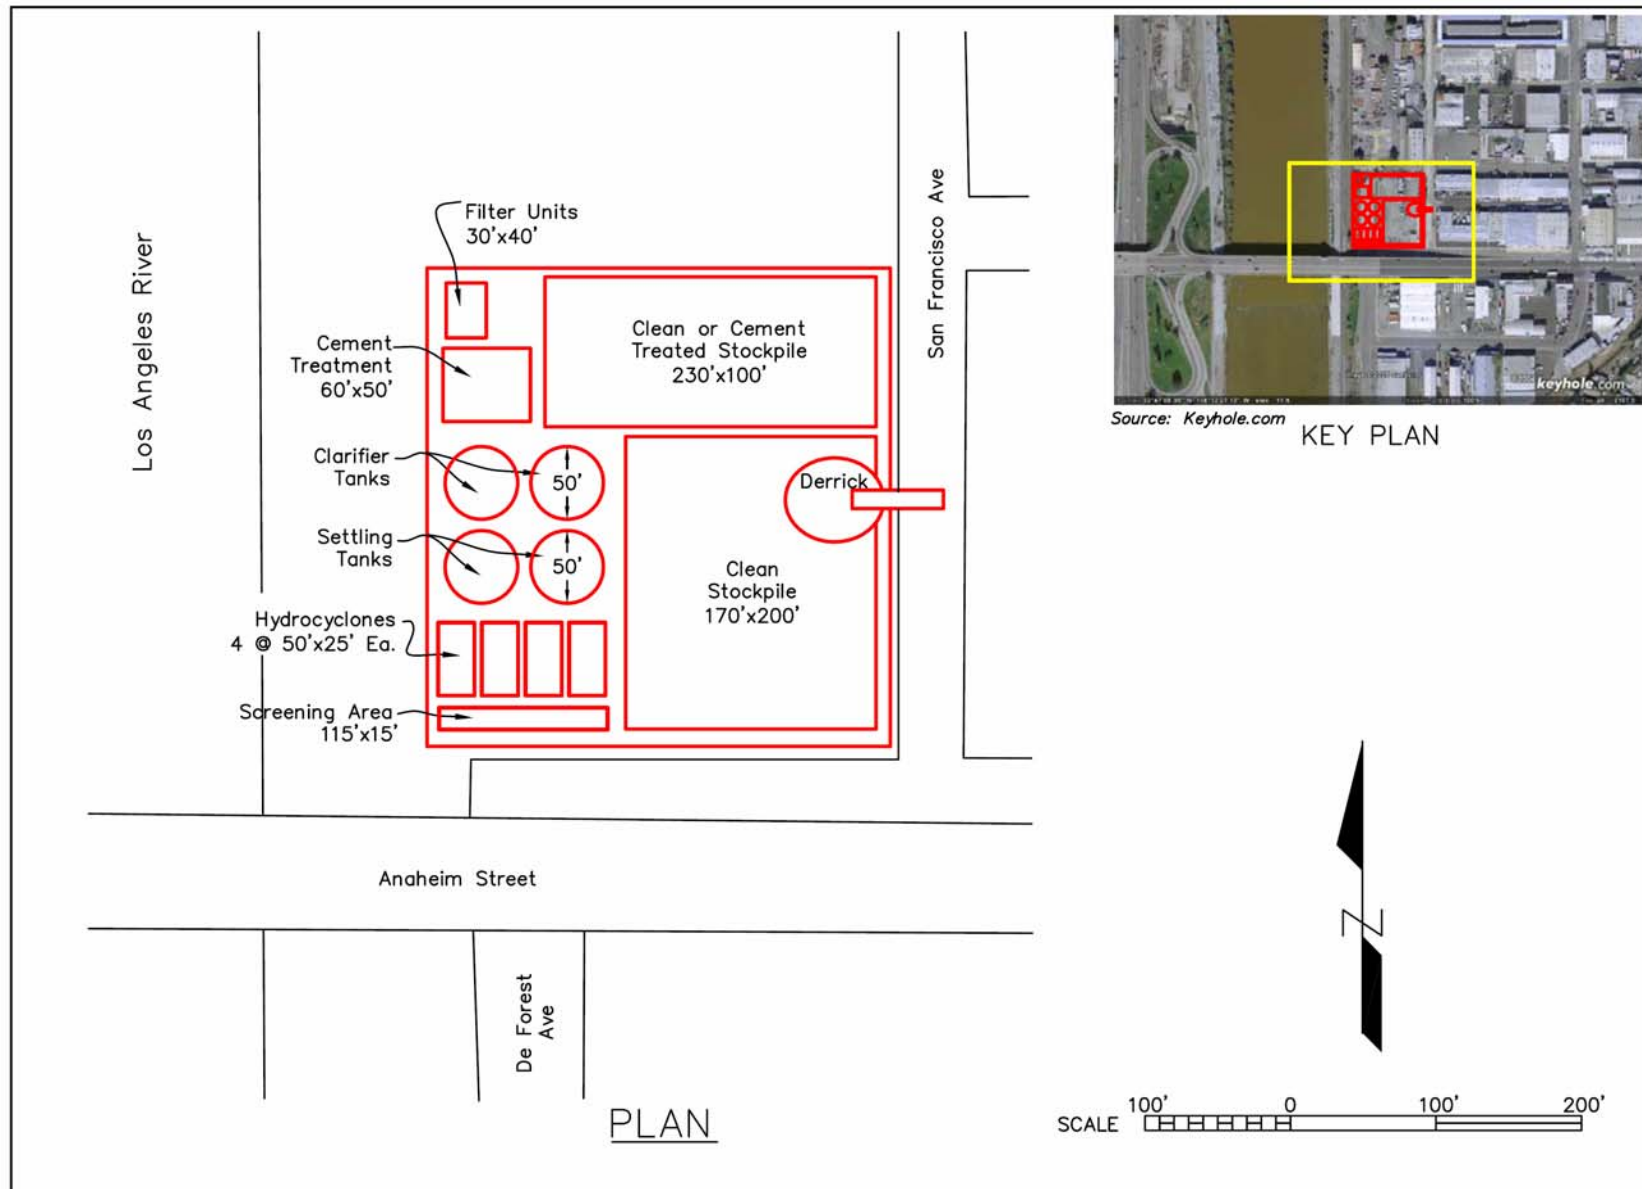 Los Angeles River
Filter Units
30'x40'
Cement
Treatment
60'x50'
Clean or Cement
Treated Stockpile
230'x100'
San Francisco Ave
Clarifier
Tanks
50'
Derrick
Settling
Tanks
50'
Clean
Stockpile
170'x200'
Hydrocyclones
4 @ 50'x25' Ea.
Screening Area
115'x15'
Anaheim Street
De Forest
Ave
PLAN
keyhole.com
Source: Keyhole.com
KEY PLAN
N
SCALE
100' 0 100' 200'